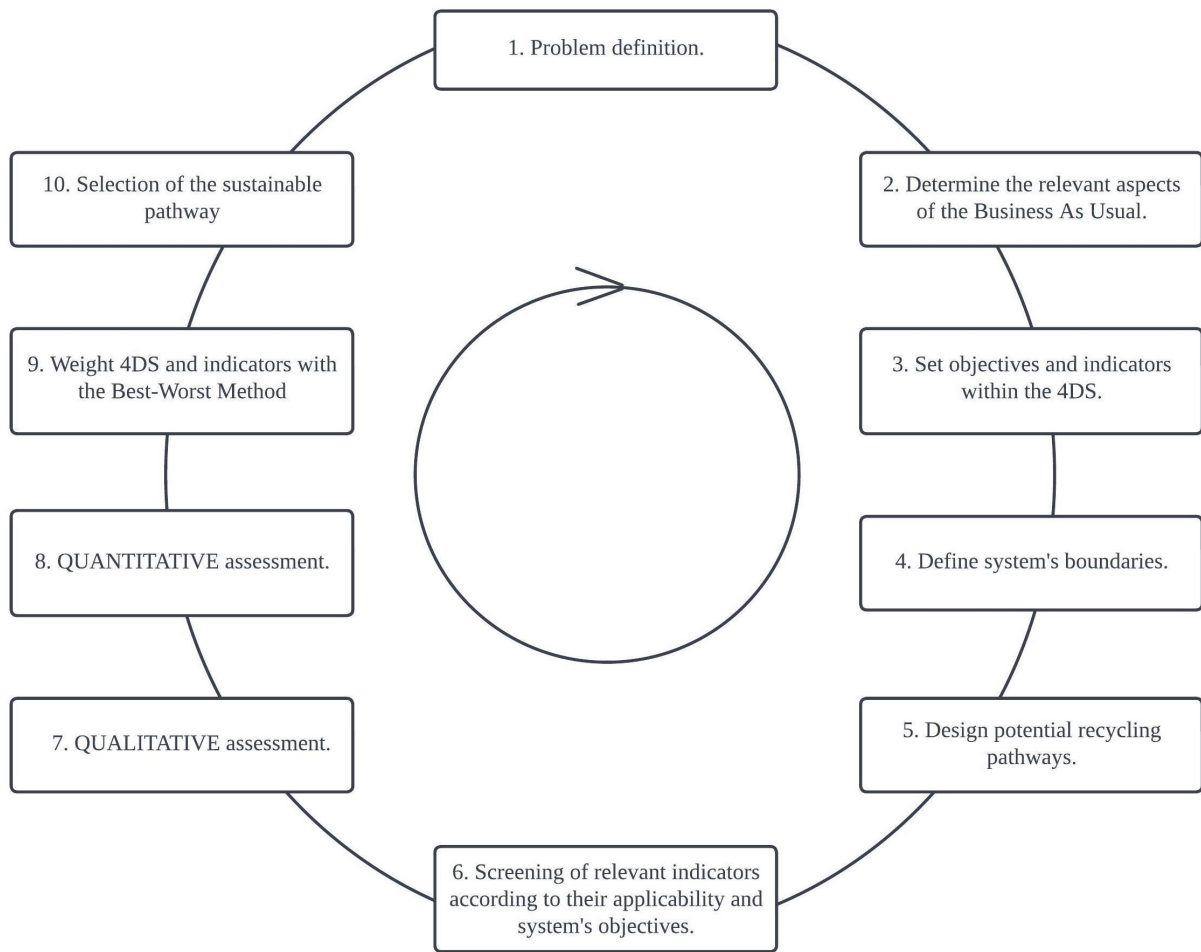 1. Problem definition.
2. Determine the relevant aspects
of the Business As Usual.
3. Set objectives and indicators
within the 4DS.
4. Define system's boundaries.
5. Design potential recycling
pathways.
6. Screening of relevant indicators
according to their applicability and
system's objectives.
7. QUALITATIVE assessment.
8. QUANTITATIVE assessment.
9. Weight 4DS and indicators with
the Best-Worst Method
10. Selection of the sustainable
pathway